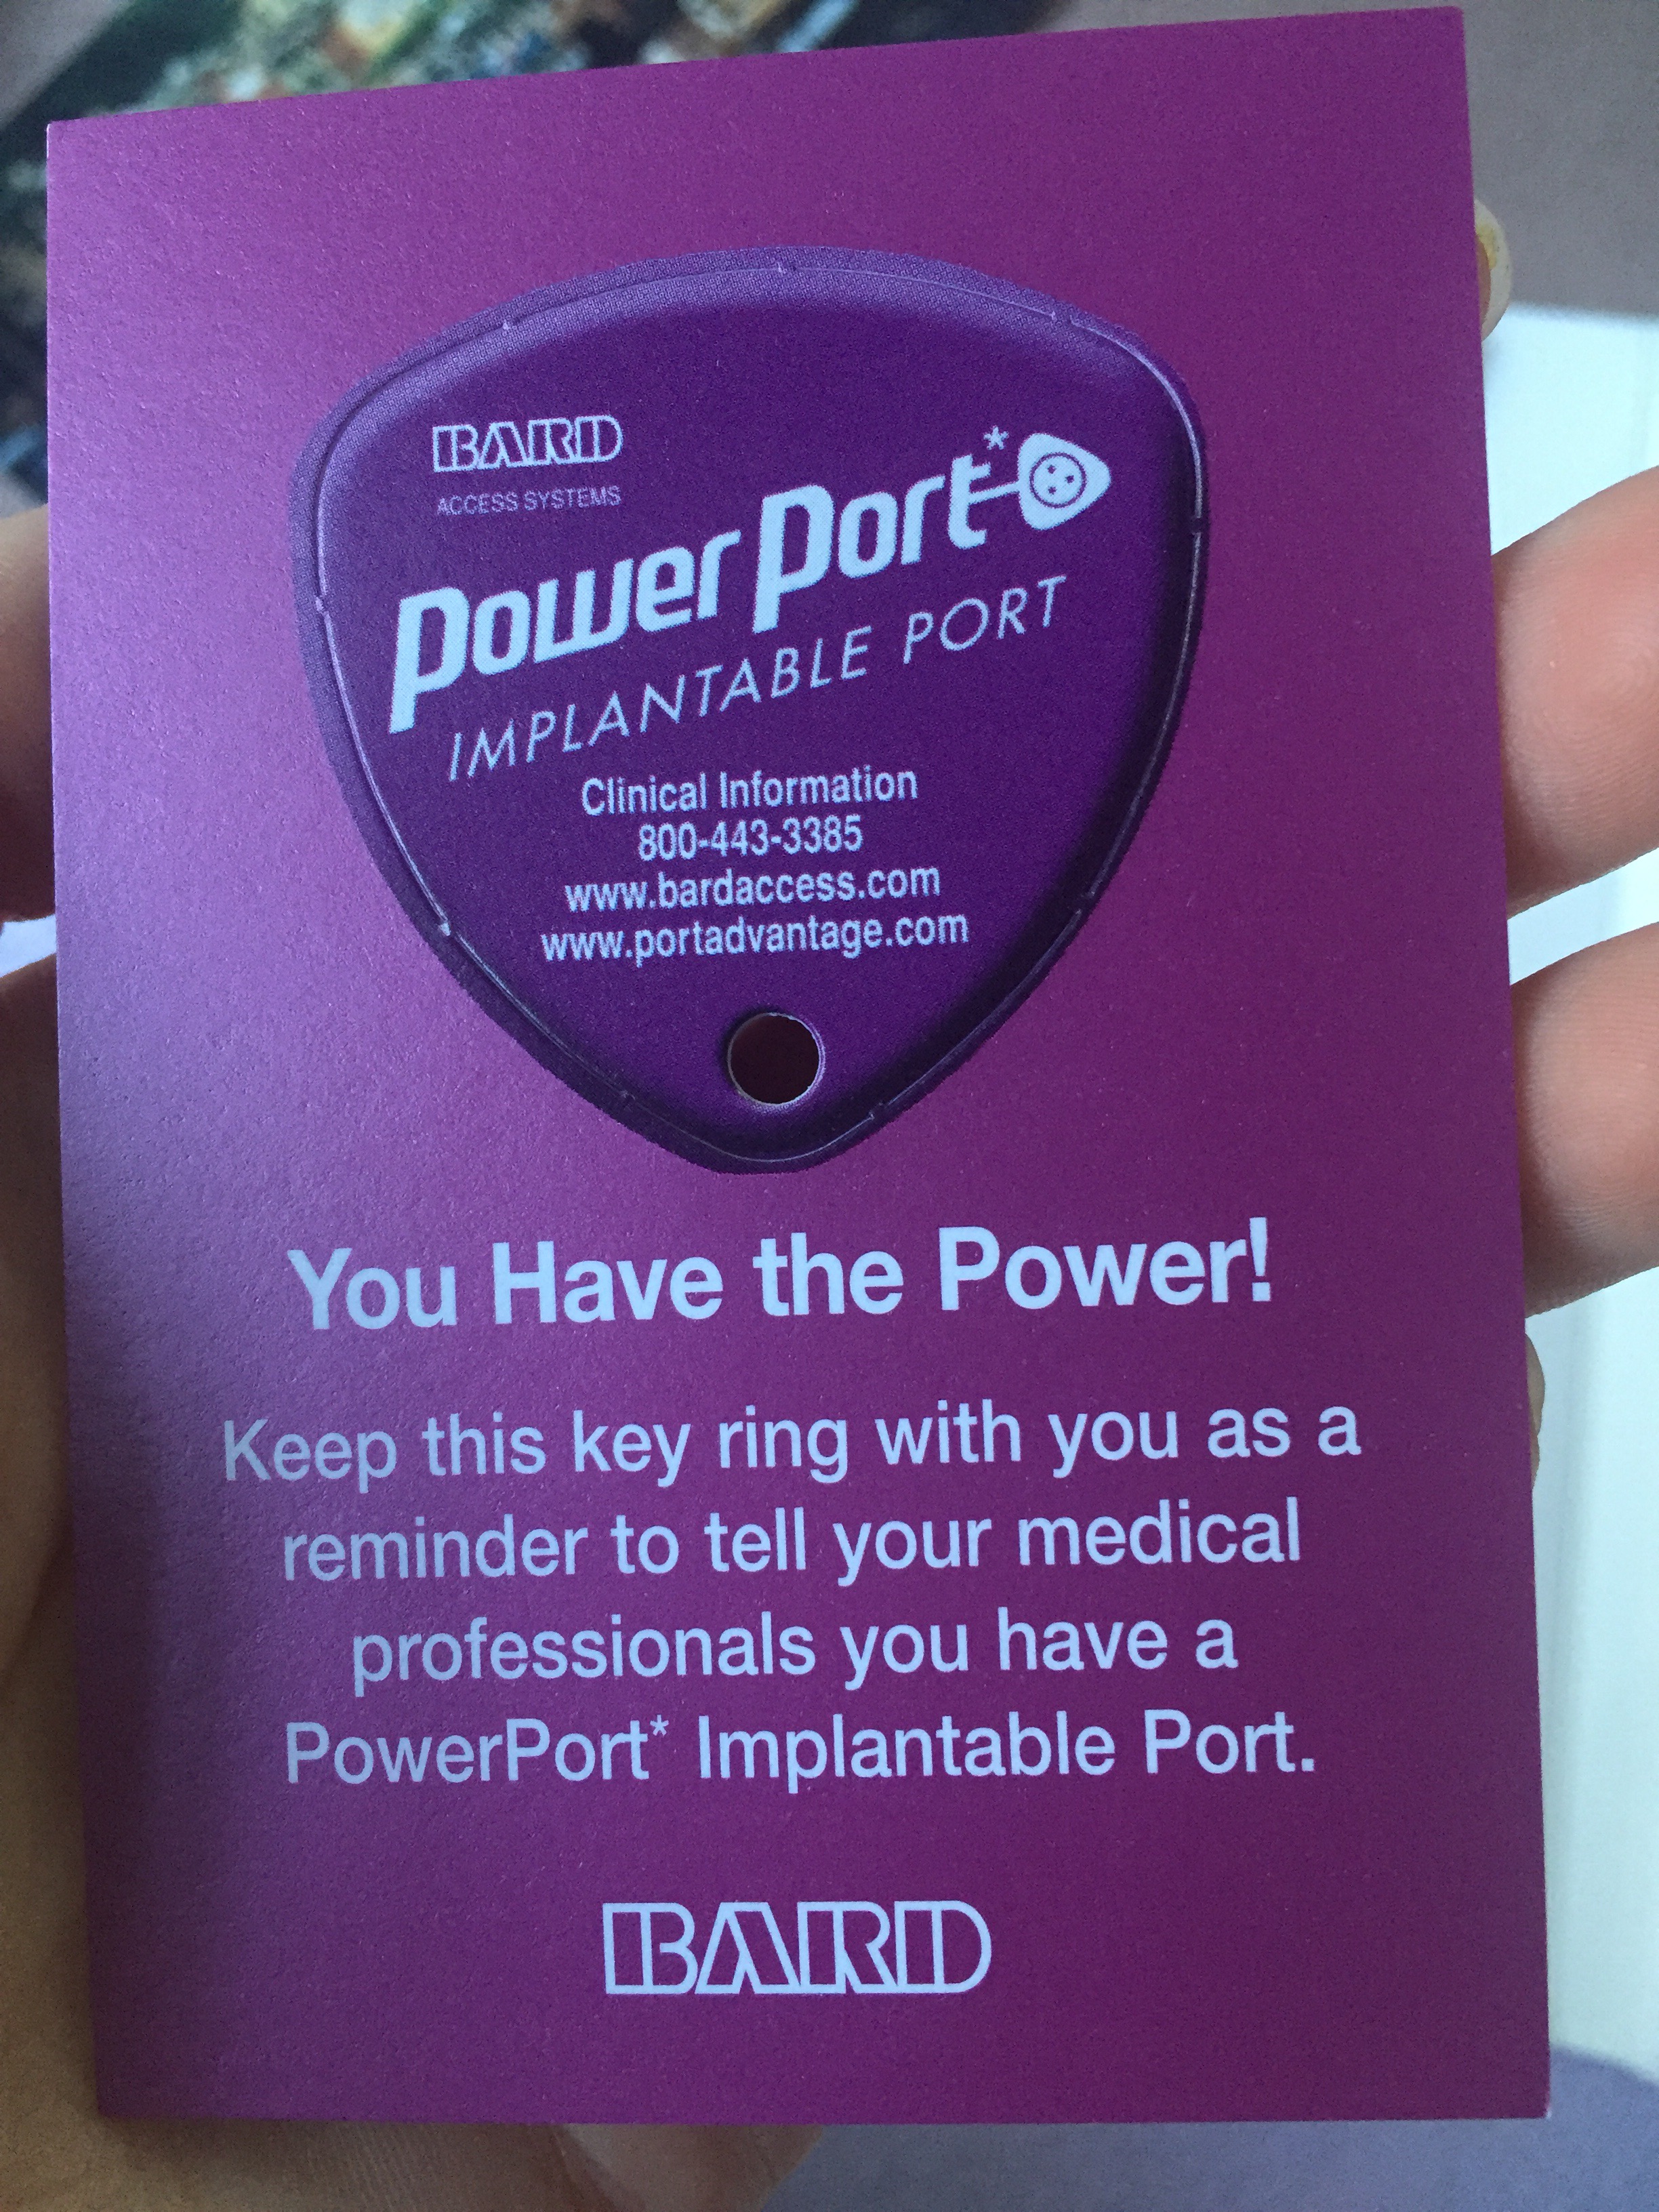 BARD
ACCESS SYSTEMS
PowerPort*
IMPLANTABLE PORT
Clinical Information
800-443-3385
www.bardaccess.com
www.portadvantage.com
You Have the Power!
Keep this key ring with you as a
reminder to tell your medical
professionals you have a
PowerPort* Implantable Port.
BARD